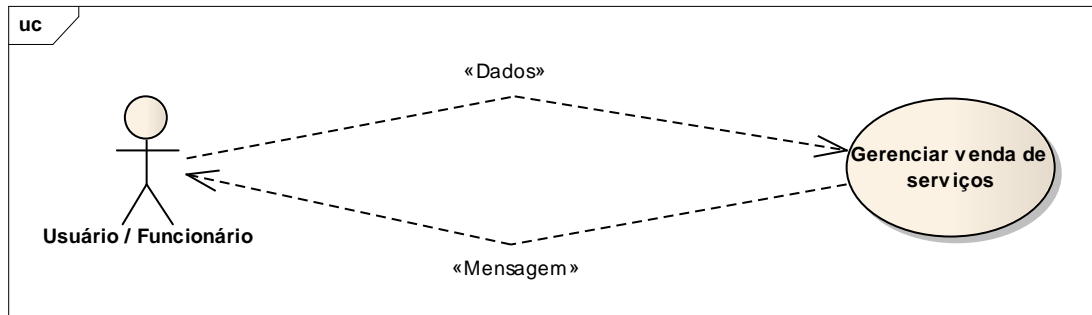 uc
«Dados»
Gerenciar venda de
serviços
Usuário / Funcionário
«Mensagem»